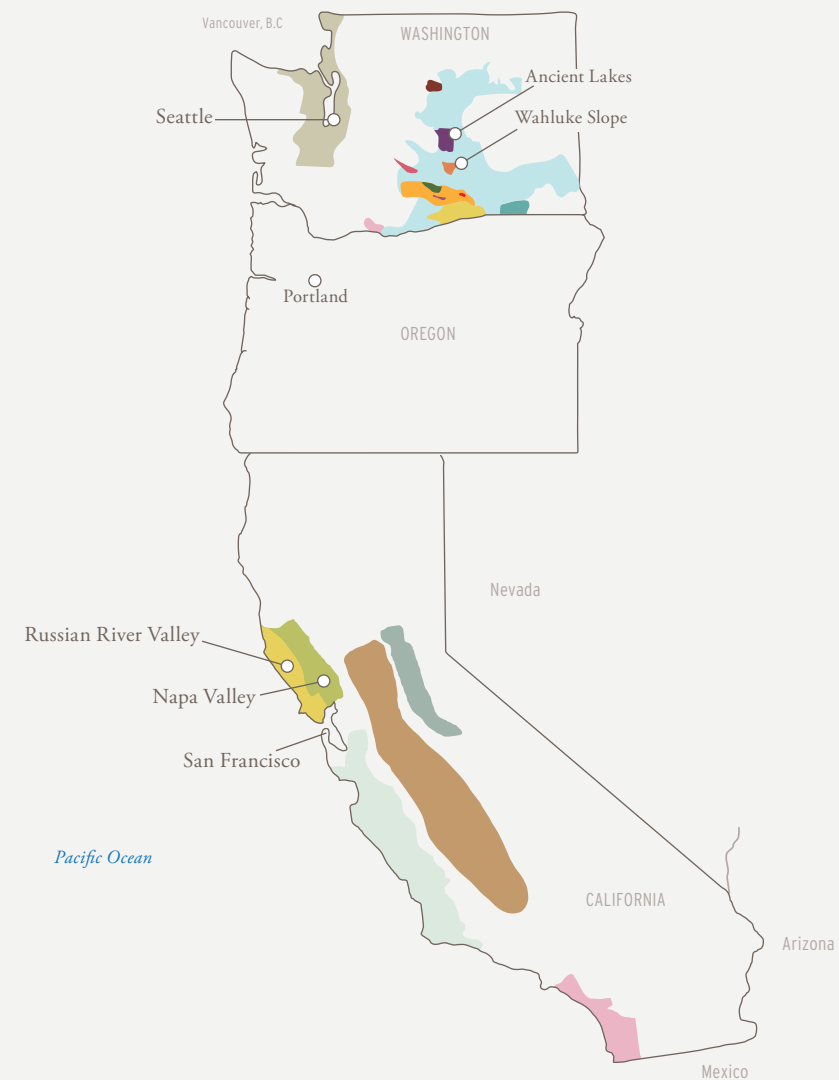 Vancouver, B.C
WASHINGTON
Ancient Lakes
Seattle
Wahluke Slope
Portland
OREGON
Nevada
Russian River Valley
Napa Valley
San Francisco
Pacific Ocean
CALIFORNIA
Arizona
Mexico